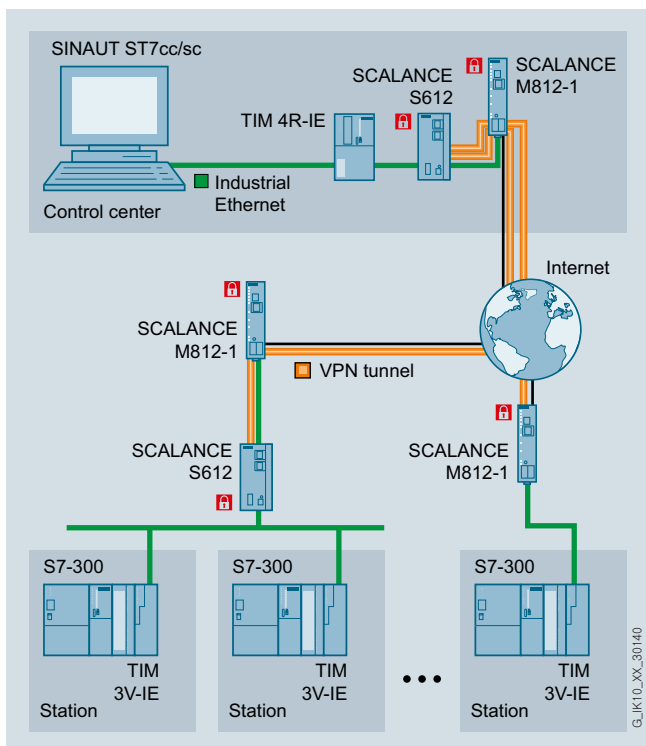 SINAUT ST7cc/sc
SCALANCE
M812-1
SCALANCE
S612
TIM 4R-IE
Industrial
Ethernet
Control center
Internet
SCALANCE
M812-1
VPN tunnel
SCALANCE
S612
SCALANCE
M812-1
S7-300
TIM
3V-IE
Station
S7-300
TIM
3V-IE
Station
S7-300
TIM
3V-IE
Station
G_IK10_XX_30140